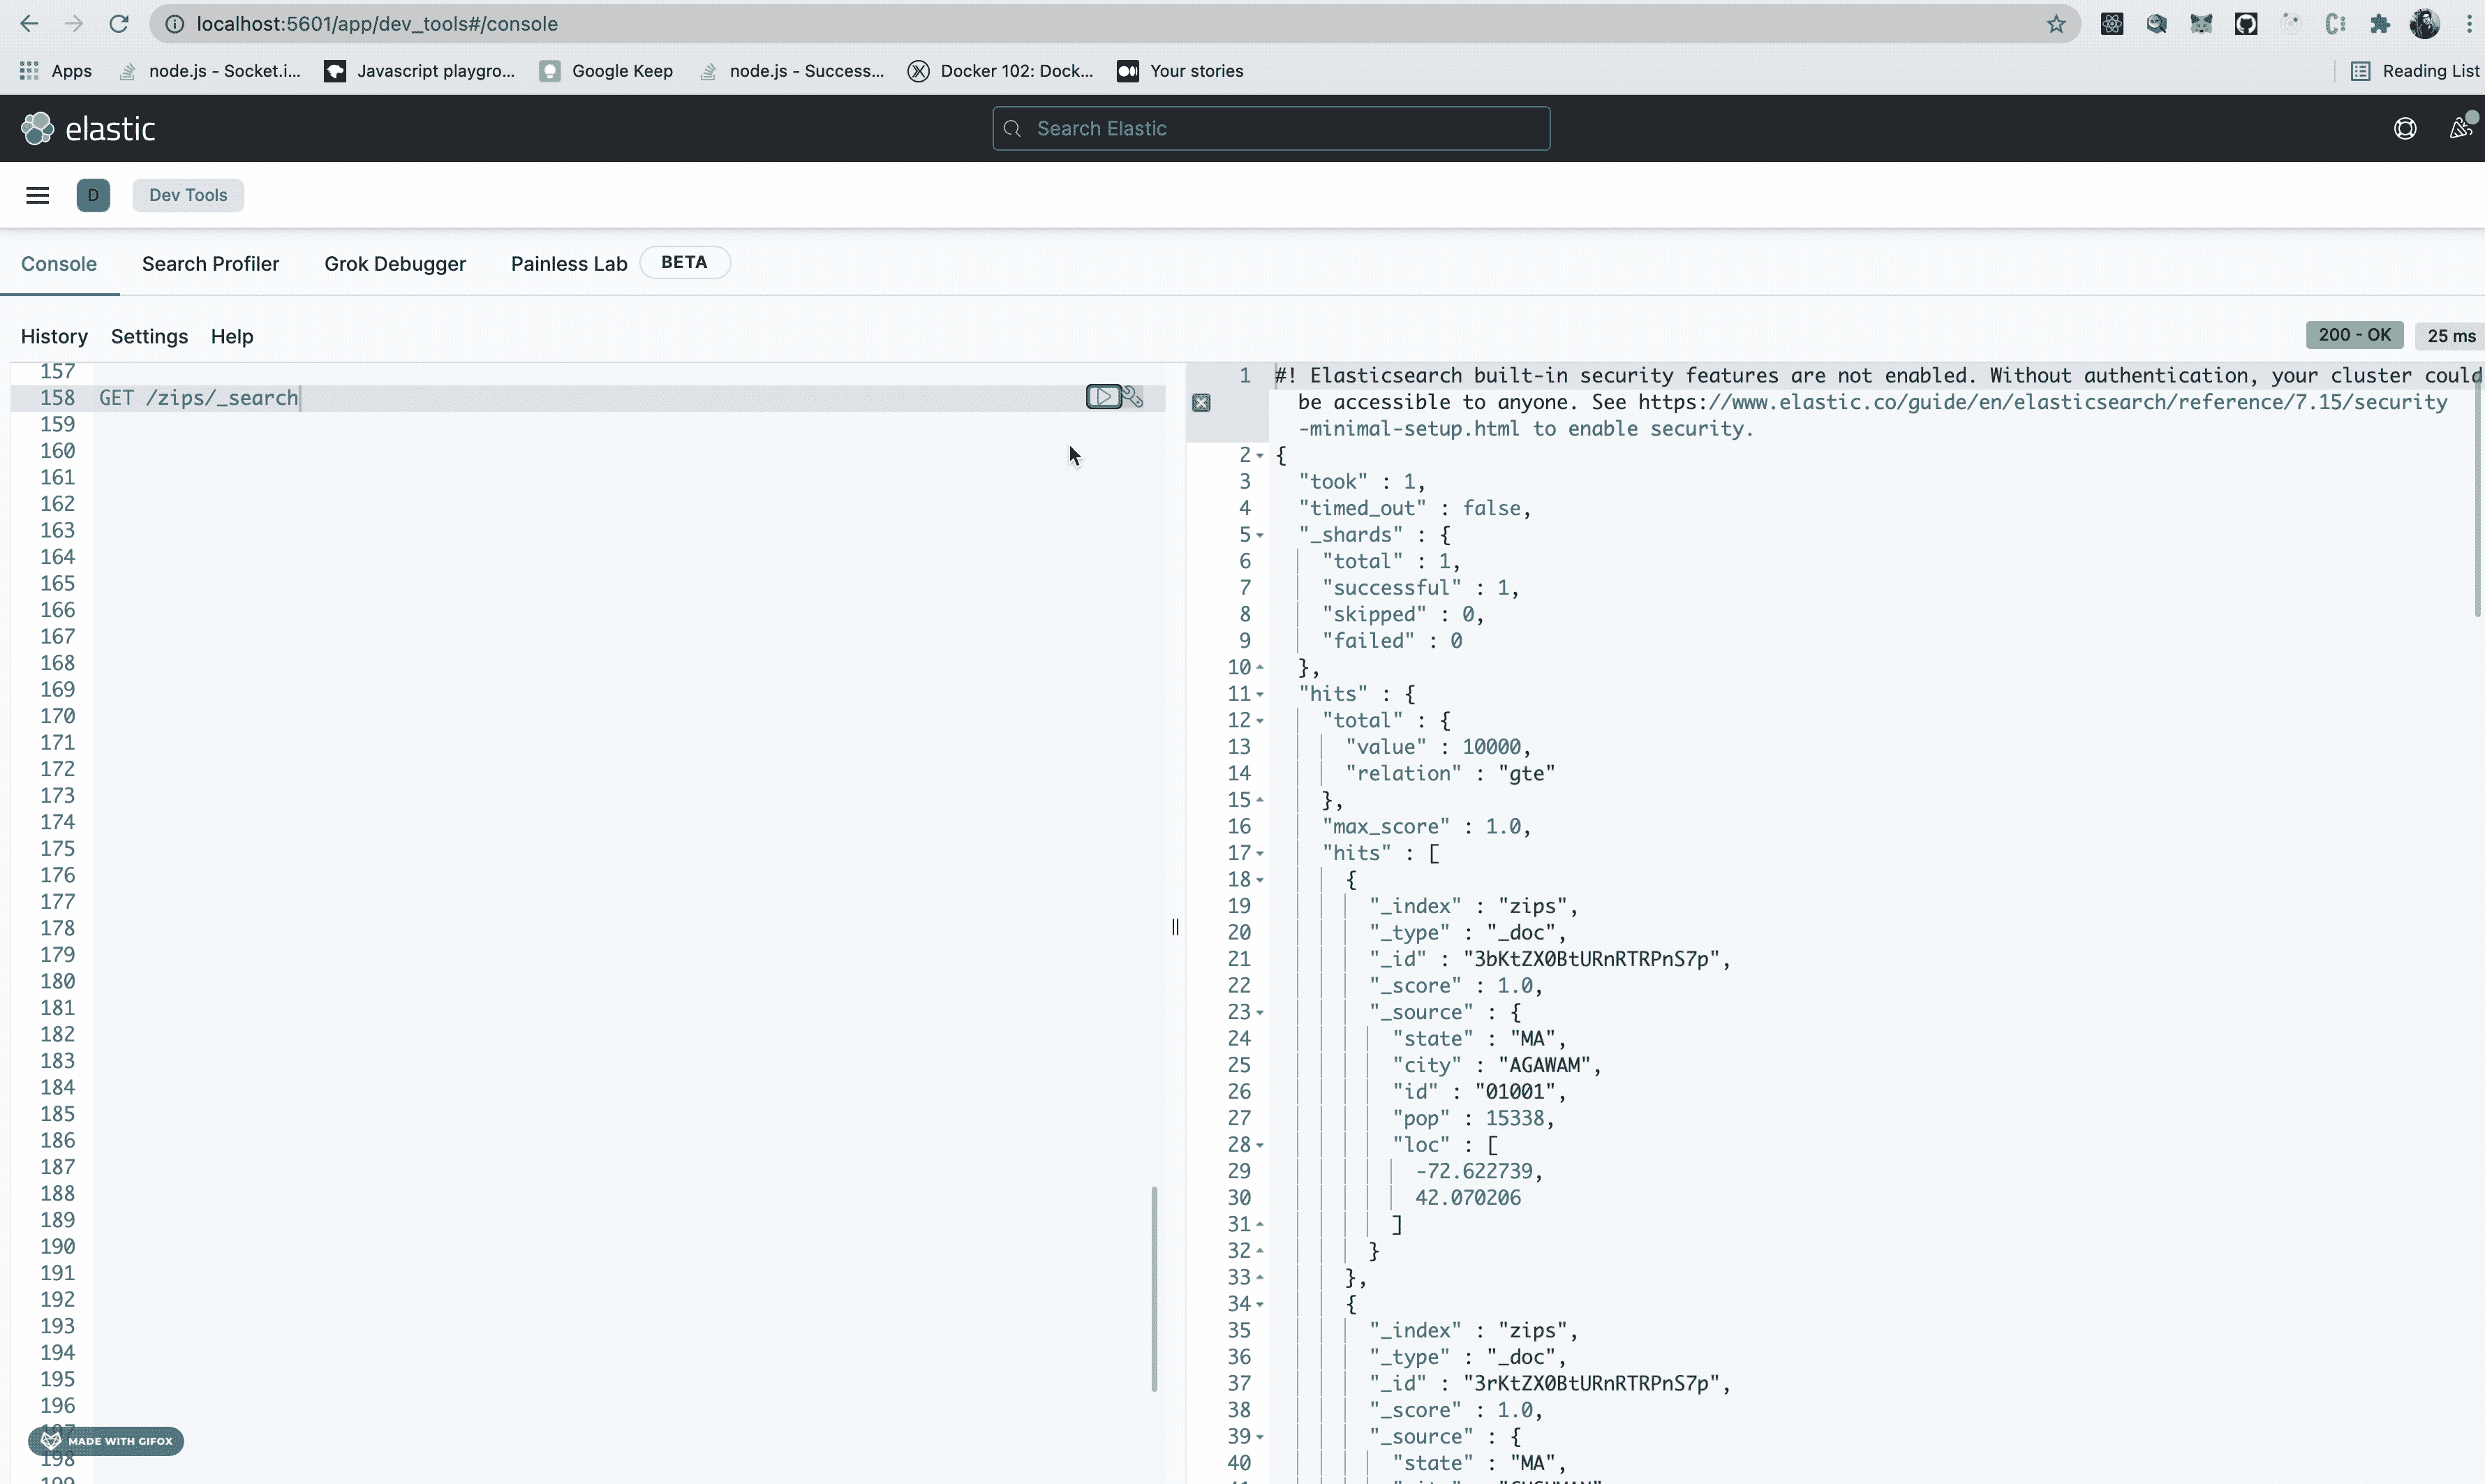 localhost:5601/app/dev_tools#/console
Apps node.js - Socket.i... Javascript playgro... Google Keep node.js - Success... Docker 102: Dock... Your stories Reading List
elastic Search Elastic
D Dev Tools
Console Search Profiler Grok Debugger Painless Lab BETA
History Settings Help 200 - OK 25 ms
157
158 GET /zips/_search
159
160
161
162
163
164
165
166
167
168
169
170
171
172
173
174
175
176
177
178
179
180
181
182
183
184
185
186
187
188
189
190
191
192
193
194
195
196
197
198
MADE WITH GIFOX
1 #! Elasticsearch built-in security features are not enabled. Without authentication, your cluster could
be accessible to anyone. See https://www.elastic.co/guide/en/elasticsearch/reference/7.15/security
-minimal-setup.html to enable security.
2 {
3 "took" : 1,
4 "timed_out" : false,
5 "_shards" : {
6 "total" : 1,
7 "successful" : 1,
8 "skipped" : 0,
9 "failed" : 0
10 },
11 "hits" : {
12 "total" : {
13 "value" : 10000,
14 "relation" : "gte"
15 },
16 "max_score" : 1.0,
17 "hits" : [
18 {
19 "_index" : "zips",
20 "_type" : "_doc",
21 "_id" : "3bKtZX0BtURnRTRPnS7p",
22 "_score" : 1.0,
23 "_source" : {
24 "state" : "MA",
25 "city" : "AGAWAM",
26 "id" : "01001",
27 "pop" : 15338,
28 "loc" : [
29 -72.622739,
30 42.070206
31 ]
32 }
33 },
34 {
35 "_index" : "zips",
36 "_type" : "_doc",
37 "_id" : "3rKtZX0BtURnRTRPnS7p",
38 "_score" : 1.0,
39 "_source" : {
40 "state" : "MA",